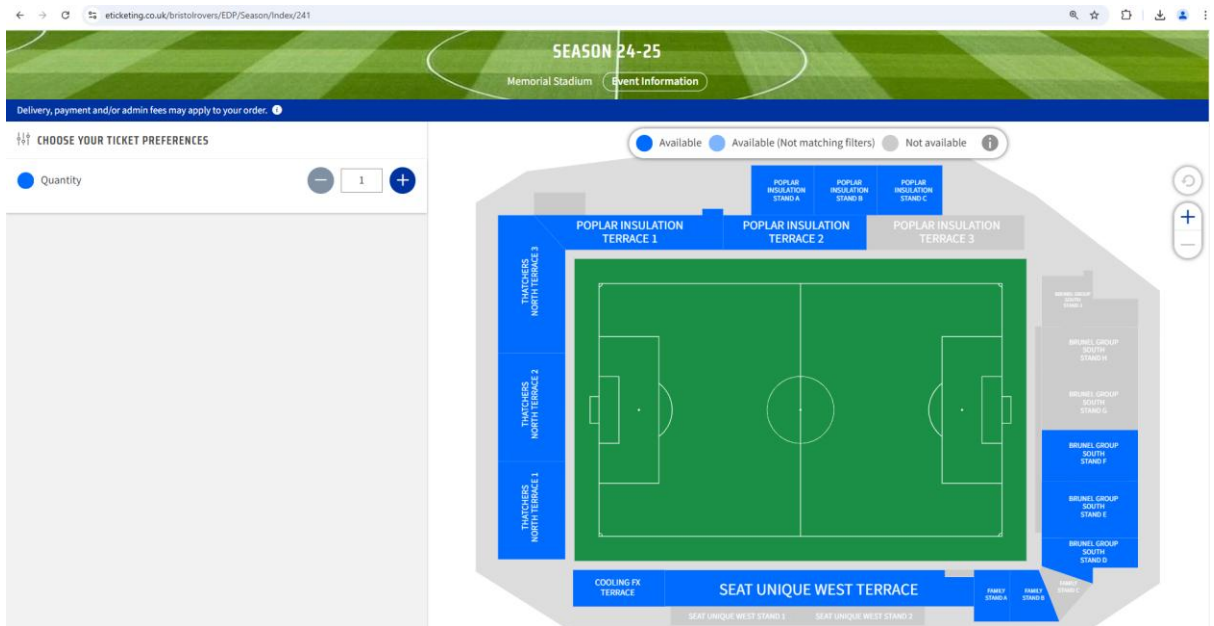 eticketing.co.uk/bristolrovers/EDP/Season/Index/241
SEASON 24-25
Memorial Stadium
Event Information
Delivery, payment and/or admin fees may apply to your order.
CHOOSE YOUR TICKET PREFERENCES
Quantity
1
Available
Available (Not matching filters)
Not available
POPLAR
INSULATION
STAND A
POPLAR
INSULATION
STAND B
POPLAR
INSULATION
STAND C
POPLAR INSULATION
TERRACE 1
POPLAR INSULATION
TERRACE 2
POPLAR INSULATION
TERRACE 3
THATCHERS
NORTH TERRACE 3
THATCHERS
NORTH TERRACE 2
THATCHERS
NORTH TERRACE 1
BRUNEL GROUP
SOUTH
BRUNEL GROUP
SOUTH
STAND H
BRUNEL GROUP
SOUTH
STAND G
BRUNEL GROUP
SOUTH
STAND F
BRUNEL GROUP
SOUTH
STAND E
BRUNEL GROUP
SOUTH
STAND D
COOLING FX
TERRACE
SEAT UNIQUE WEST TERRACE
FAMILY
STAND A
FAMILY
STAND B
FAMILY
STAND C
SEAT UNIQUE WEST STAND 1
SEAT UNIQUE WEST STAND 2